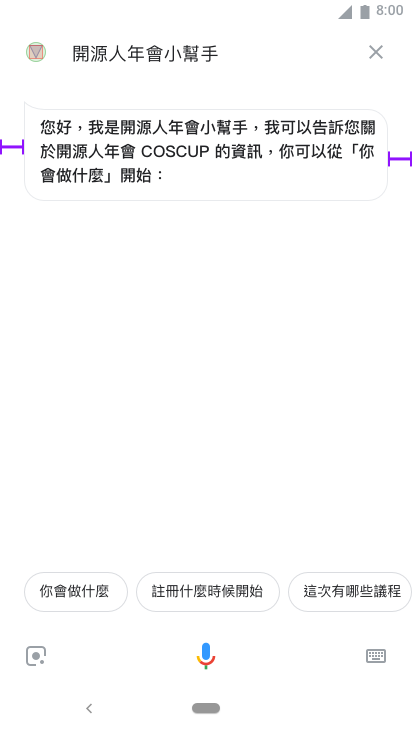 8:00
開源人年會小幫手
您好，我是開源人年會小幫手，我可以告訴您關
於開源人年會 COSCUP 的資訊，你可以從「你
會做什麼」開始：
你會做什麼
註冊什麼時候開始
這次有哪些議程